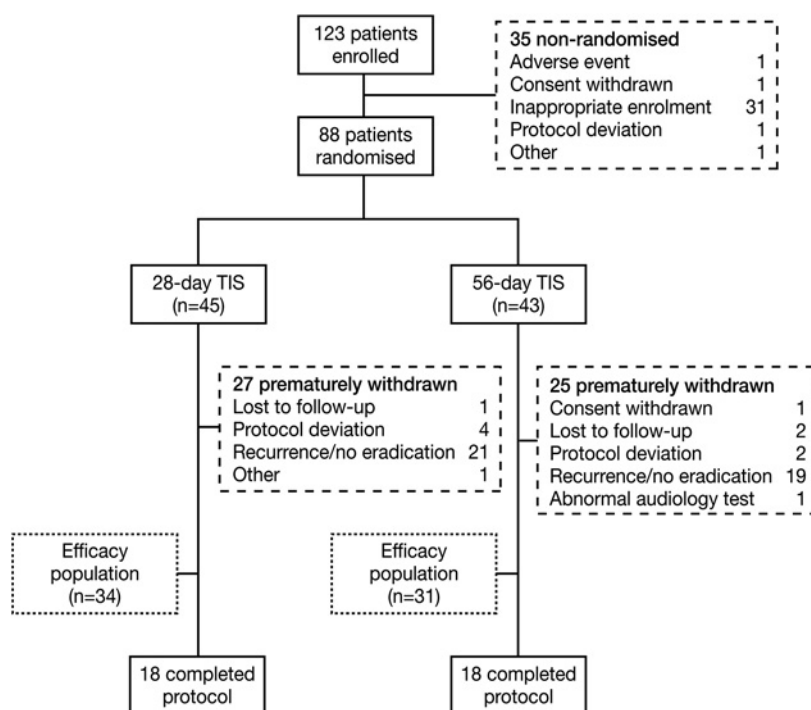 123 patients
enrolled
35 non-randomised
Adverse event 1
Consent withdrawn 1
Inappropriate enrolment 31
Protocol deviation 1
Other 1
88 patients
randomised
28-day TIS
(n=45)
56-day TIS
(n=43)
27 prematurely withdrawn
Lost to follow-up 1
Protocol deviation 4
Recurrence/no eradication 21
Other 1
25 prematurely withdrawn
Consent withdrawn 1
Lost to follow-up 2
Protocol deviation 2
Recurrence/no eradication 19
Abnormal audiology test 1
Efficacy
population
(n=34)
Efficacy
population
(n=31)
18 completed
protocol
18 completed
protocol